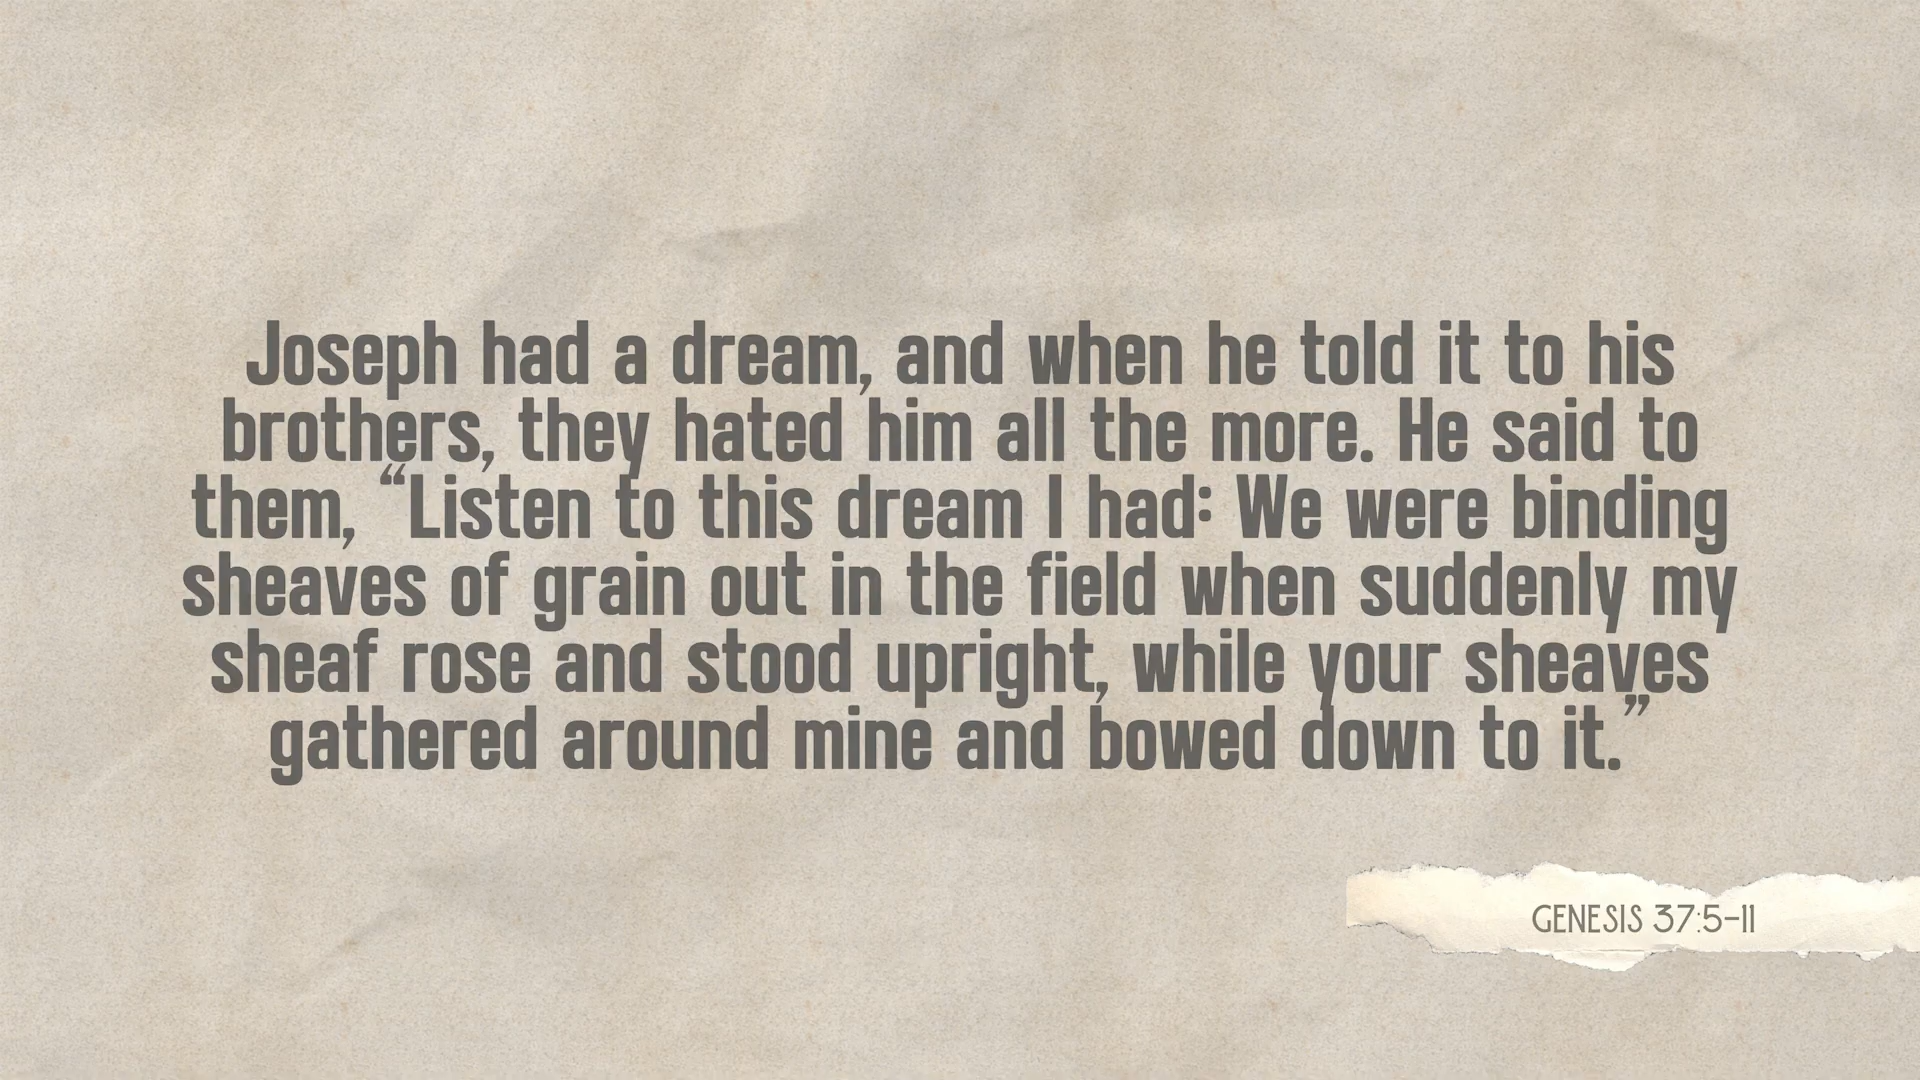 Joseph had a dream, and when he told it to his
brothers, they hated him all the more. He said to
them, “Listen to this dream I had: We were binding
sheaves of grain out in the field when suddenly my
sheaf rose and stood upright, while your sheaves
gathered around mine and bowed down to it.”
GENESIS 37:5–11